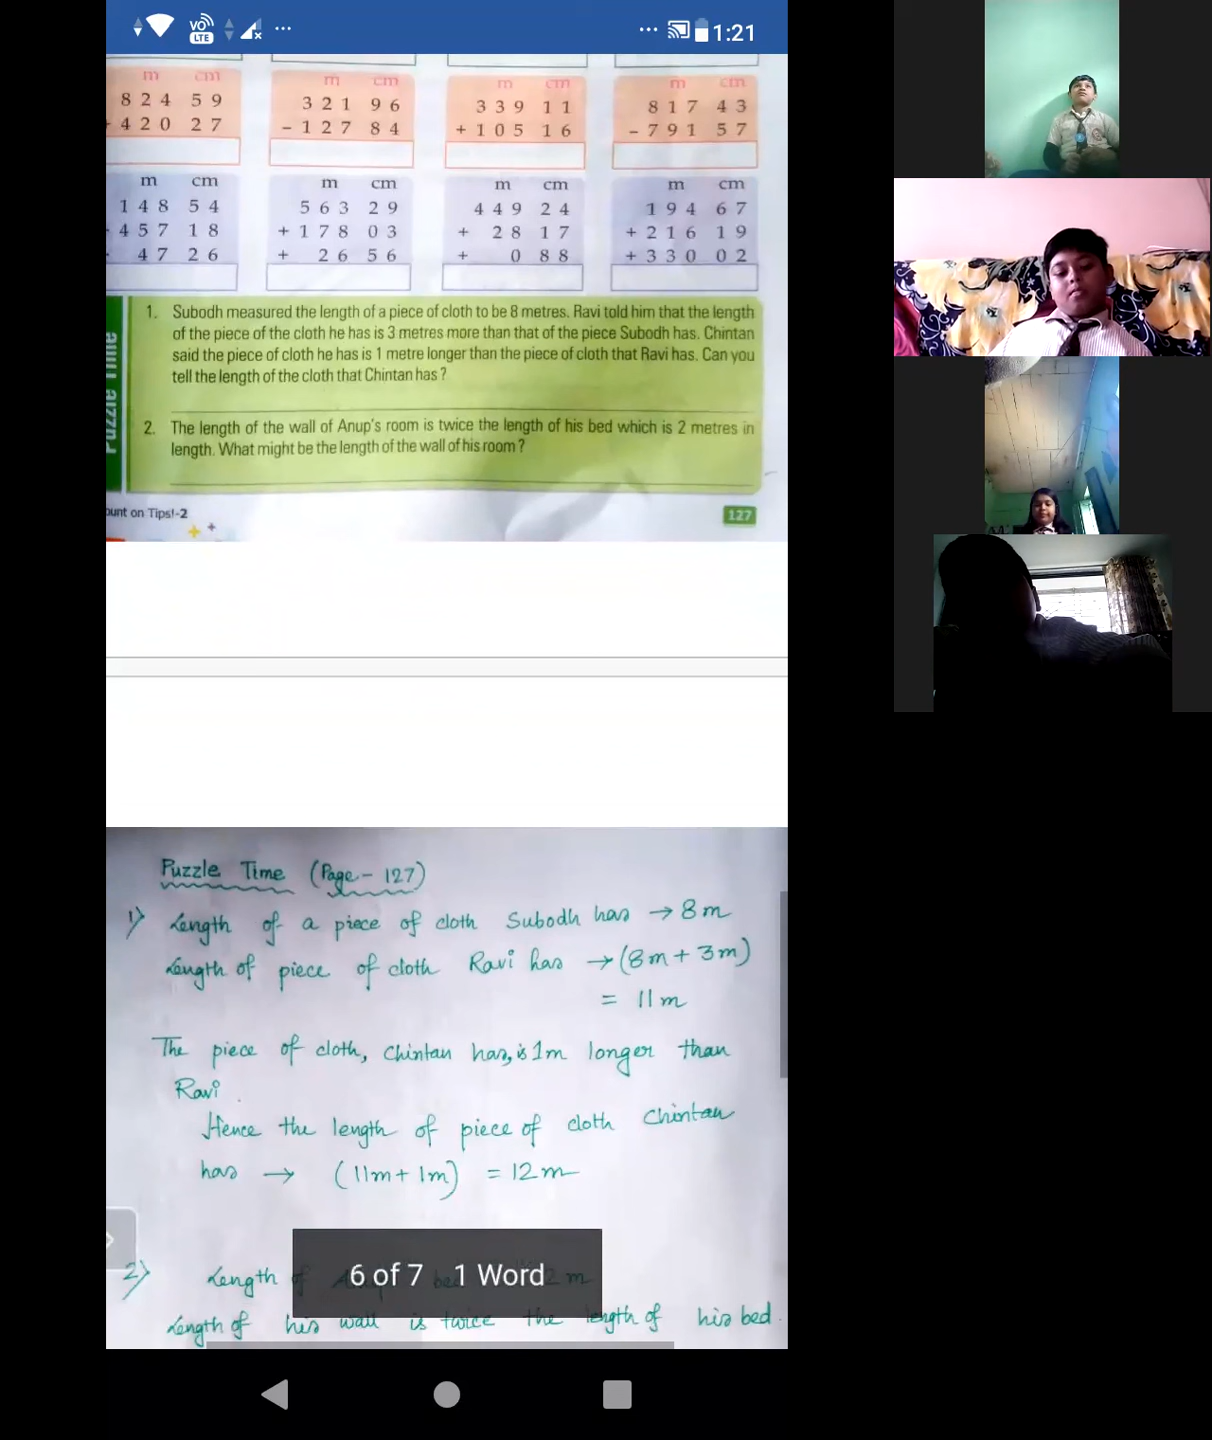 VO LTE
1:21
m cm m cm m cm m cm
8 2 4 5 9 3 2 1 9 6 3 3 9 1 1 8 1 7 4 3
4 2 0 2 7 - 1 2 7 8 4 + 1 0 5 1 6 - 7 9 1 5 7
m cm m cm m cm m cm
1 4 8 5 4 5 6 3 2 9 4 4 9 2 4 1 9 4 6 7
4 5 7 1 8 + 1 7 8 0 3 + 2 8 1 7 + 2 1 6 1 9
4 7 2 6 + 2 6 5 6 + 0 8 8 + 3 3 0 0 2
Puzzle Time
1. Subodh measured the length of a piece of cloth to be 8 metres. Ravi told him that the length
of the piece of the cloth he has is 3 metres more than that of the piece Subodh has. Chintan
said the piece of cloth he has is 1 metre longer than the piece of cloth that Ravi has. Can you
tell the length of the cloth that Chintan has ?
2. The length of the wall of Anup's room is twice the length of his bed which is 2 metres in
length. What might be the length of the wall of his room ?
ount on Tips!-2
127
Puzzle Time (Page - 127)
1) Length of a piece of cloth Subodh has → 8 m
Length of piece of cloth Ravi has → (8m + 3m)
= 11 m
The piece of cloth, Chintan has, is 1m longer than
Ravi.
Hence the length of piece of cloth Chintan
has → (11m + 1m) = 12 m
2) Length of bed 2 m
6 of 7 1 Word
Length of his wall is twice the length of his bed.